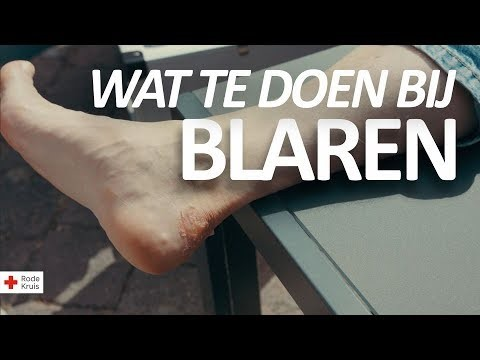 WAT TE DOEN BIJ
BLAREN
Rode
Kruis